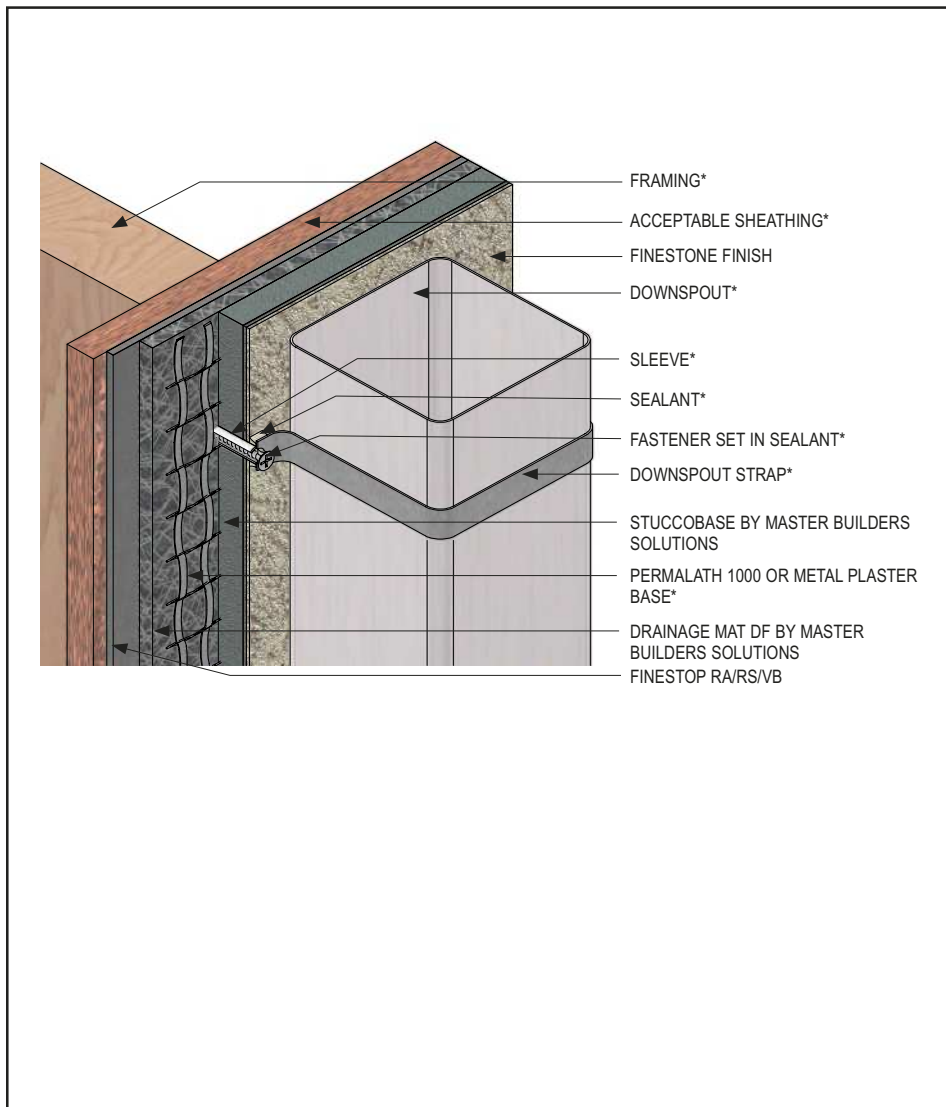 FRAMING*
ACCEPTABLE SHEATHING*
FINESTONE FINISH
DOWNSPOUT*
SLEEVE*
SEALANT*
FASTENER SET IN SEALANT*
DOWNSPOUT STRAP*
STUCCOBASE BY MASTER BUILDERS
SOLUTIONS
PERMALATH 1000 OR METAL PLASTER
BASE*
DRAINAGE MAT DF BY MASTER
BUILDERS SOLUTIONS
FINESTOP RA/RS/VB